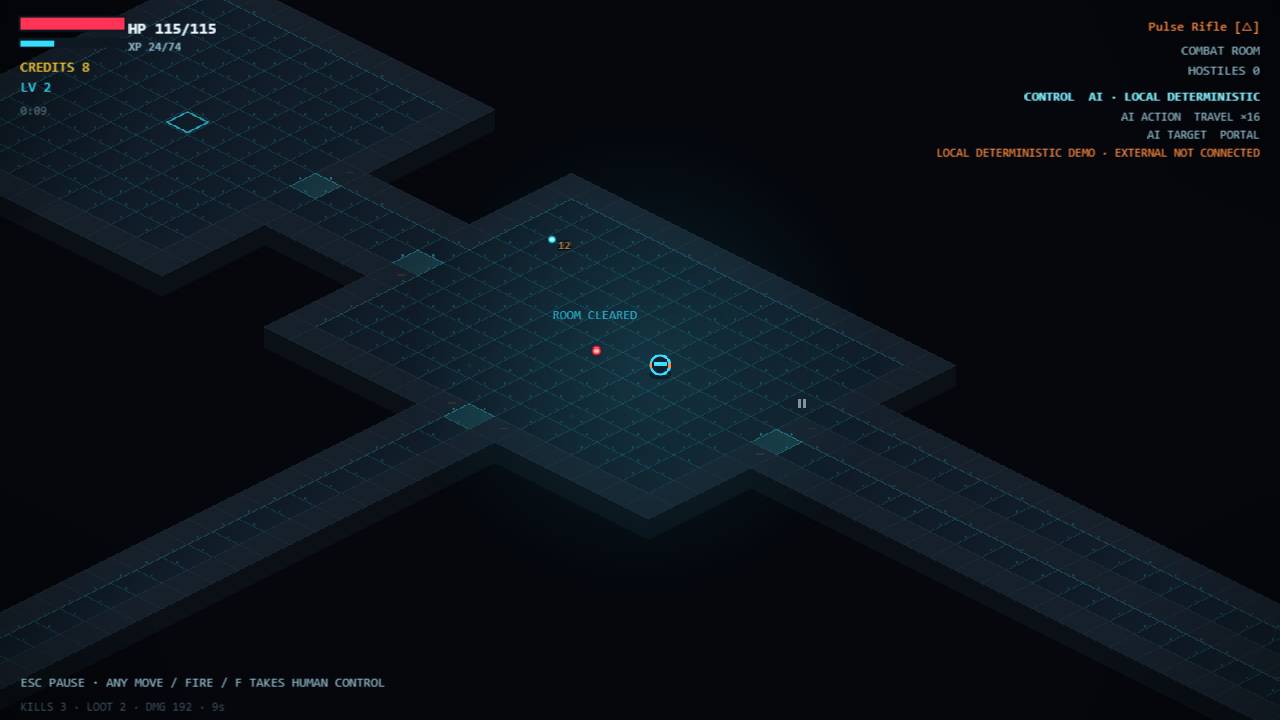 HP 115/115
XP 24/74
CREDITS 8
LV 2
0:09
Pulse Rifle [△]
COMBAT ROOM
HOSTILES 0
CONTROL AI · LOCAL DETERMINISTIC
AI ACTION TRAVEL ×16
AI TARGET PORTAL
LOCAL DETERMINISTIC DEMO · EXTERNAL NOT CONNECTED
12
ROOM CLEARED
ESC PAUSE · ANY MOVE / FIRE / F TAKES HUMAN CONTROL
KILLS 3 · LOOT 2 · DMG 192 · 9s